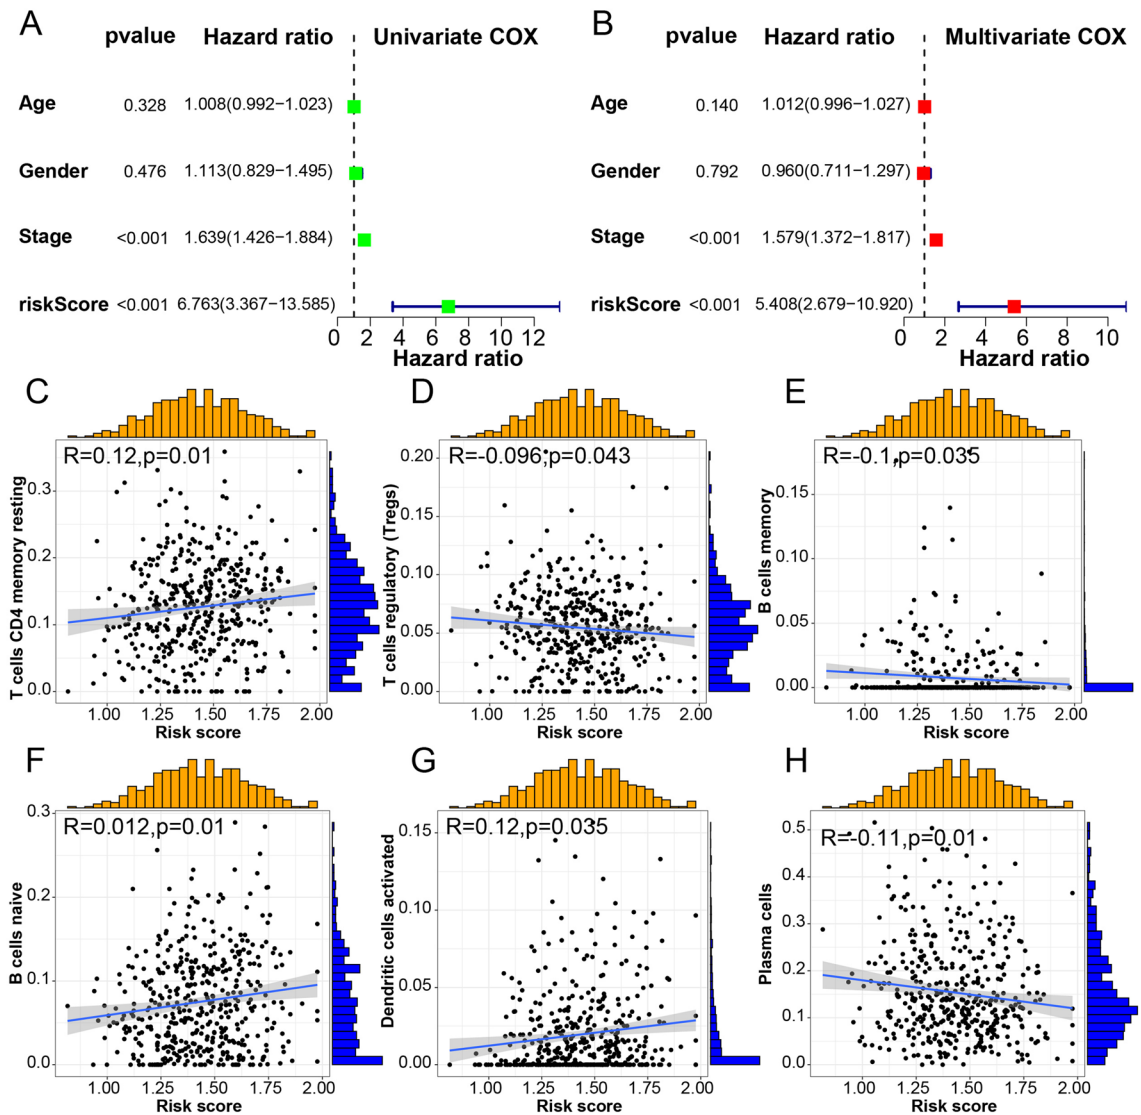 A
pvalue Hazard ratio Univariate COX
Age 0.328 1.008(0.992−1.023)
Gender 0.476 1.113(0.829−1.495)
Stage <0.001 1.639(1.426−1.884)
riskScore <0.001 6.763(3.367−13.585)
0 2 4 6 8 10 12
Hazard ratio
B
pvalue Hazard ratio Multivariate COX
Age 0.140 1.012(0.996−1.027)
Gender 0.792 0.960(0.711−1.297)
Stage <0.001 1.579(1.372−1.817)
riskScore <0.001 5.408(2.679−10.920)
0 2 4 6 8 10
Hazard ratio
C
R=0.12,p=0.01
T cells CD4 memory resting
0.3
0.2
0.1
0.0
1.00 1.25 1.50 1.75 2.00
Risk score
D
R=-0.096,p=0.043
T cells regulatory (Tregs)
0.20
0.15
0.10
0.05
0.00
1.00 1.25 1.50 1.75 2.00
Risk score
E
R=-0.1,p=0.035
B cells memory
0.15
0.10
0.05
0.00
1.00 1.25 1.50 1.75 2.00
Risk score
F
R=0.012,p=0.01
B cells naive
0.3
0.2
0.1
0.0
1.00 1.25 1.50 1.75 2.00
Risk score
G
R=0.12,p=0.035
Dendritic cells activated
0.15
0.10
0.05
0.00
1.00 1.25 1.50 1.75 2.00
Risk score
H
R=-0.11,p=0.01
Plasma cells
0.5
0.4
0.3
0.2
0.1
0.0
1.00 1.25 1.50 1.75 2.00
Risk score